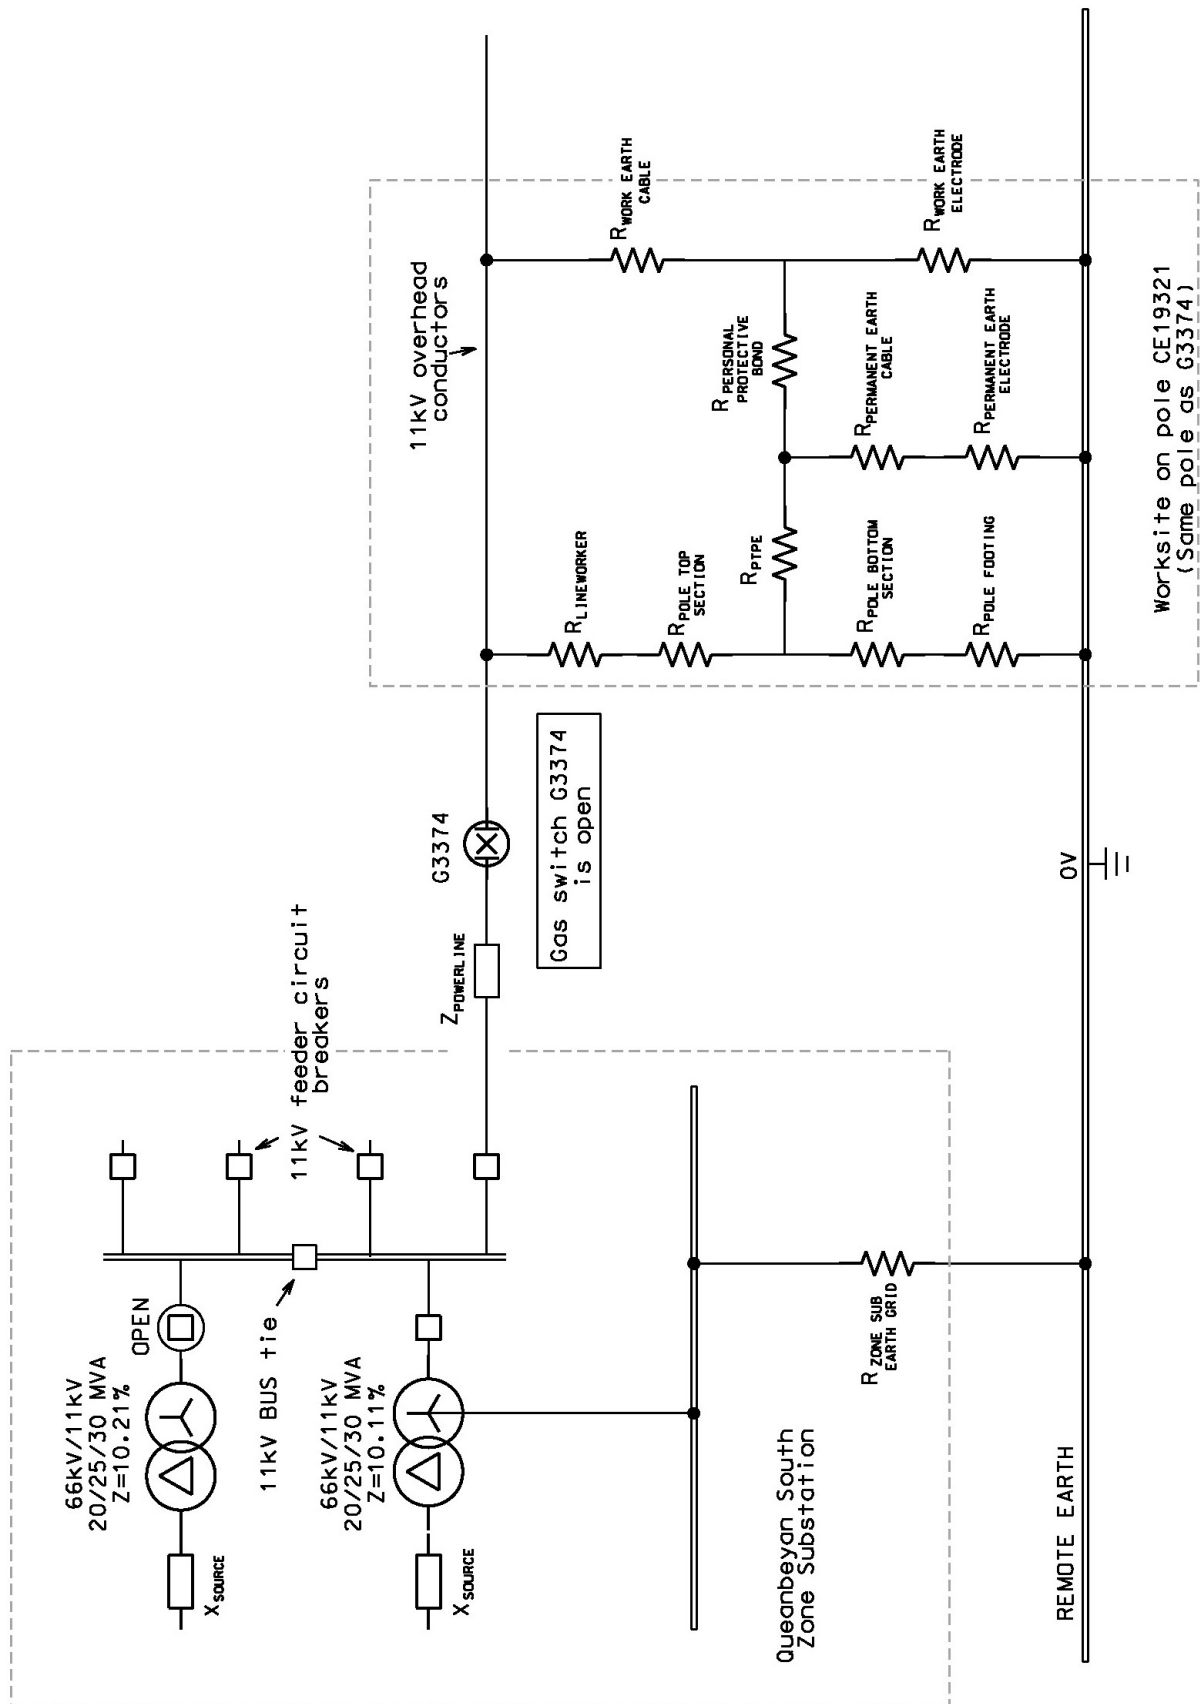 66kV/11kV
20/25/30 MVA
Z=10.21%
OPEN
X SOURCE
11kV BUS tie
66kV/11kV
20/25/30 MVA
Z=10.11%
X SOURCE
11kV feeder circuit
breakers
Z POWERLINE
G3374
Gas switch G3374
is open
11kV overhead
conductors
R LINEWORKER
R POLE TOP
SECTION
R WORK EARTH
CABLE
R PERSONAL
PROTECTIVE
BOND
R PTPE
R POLE BOTTOM
SECTION
R PERMANENT EARTH
CABLE
R WORK EARTH
ELECTRODE
R POLE FOOTING
R PERMANENT EARTH
ELECTRODE
Queanbeyan South
Zone Substation
R ZONE SUB
EARTH GRID
REMOTE EARTH
0V
Worksite on pole CE19321
(Same pole as G3374)